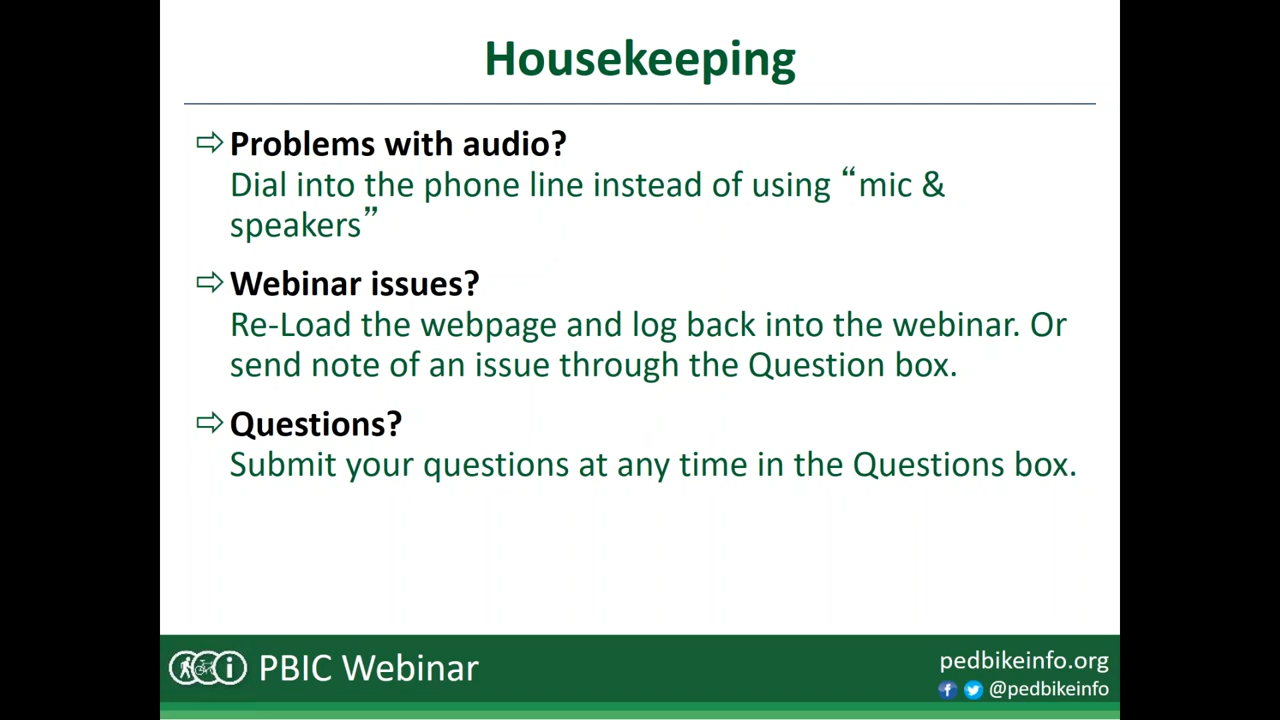 Housekeeping
⇨ Problems with audio?
Dial into the phone line instead of using “mic &
speakers”
⇨ Webinar issues?
Re-Load the webpage and log back into the webinar. Or
send note of an issue through the Question box.
⇨ Questions?
Submit your questions at any time in the Questions box.
i PBIC Webinar
pedbikeinfo.org
f @pedbikeinfo